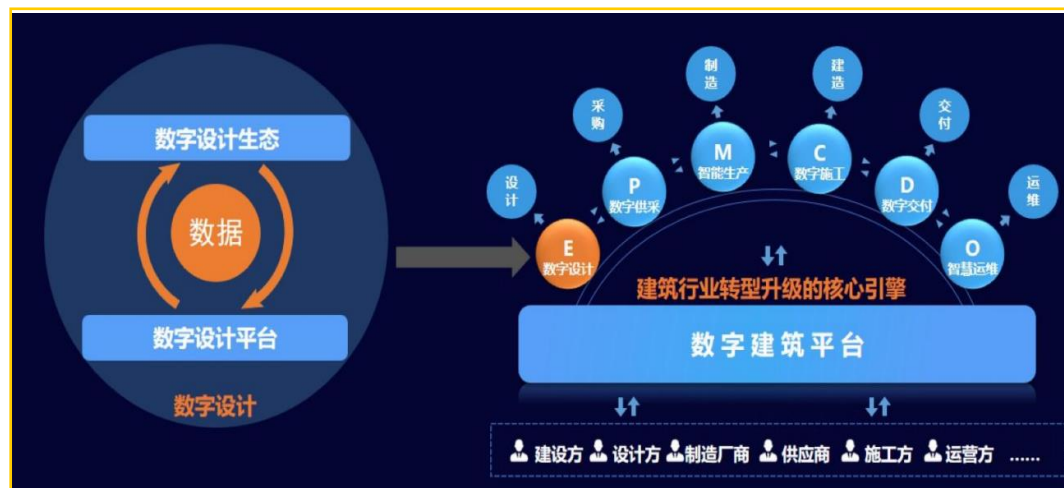 数字设计生态
数据
数字设计平台
数字设计
设计
采购
制造
建造
交付
运维
E
数字设计
P
数字供采
M
智能生产
C
数字施工
D
数字交付
O
智慧运维
建筑行业转型升级的核心引擎
数字建筑平台
建设方 设计方 制造厂商 供应商 施工方 运营方 ……